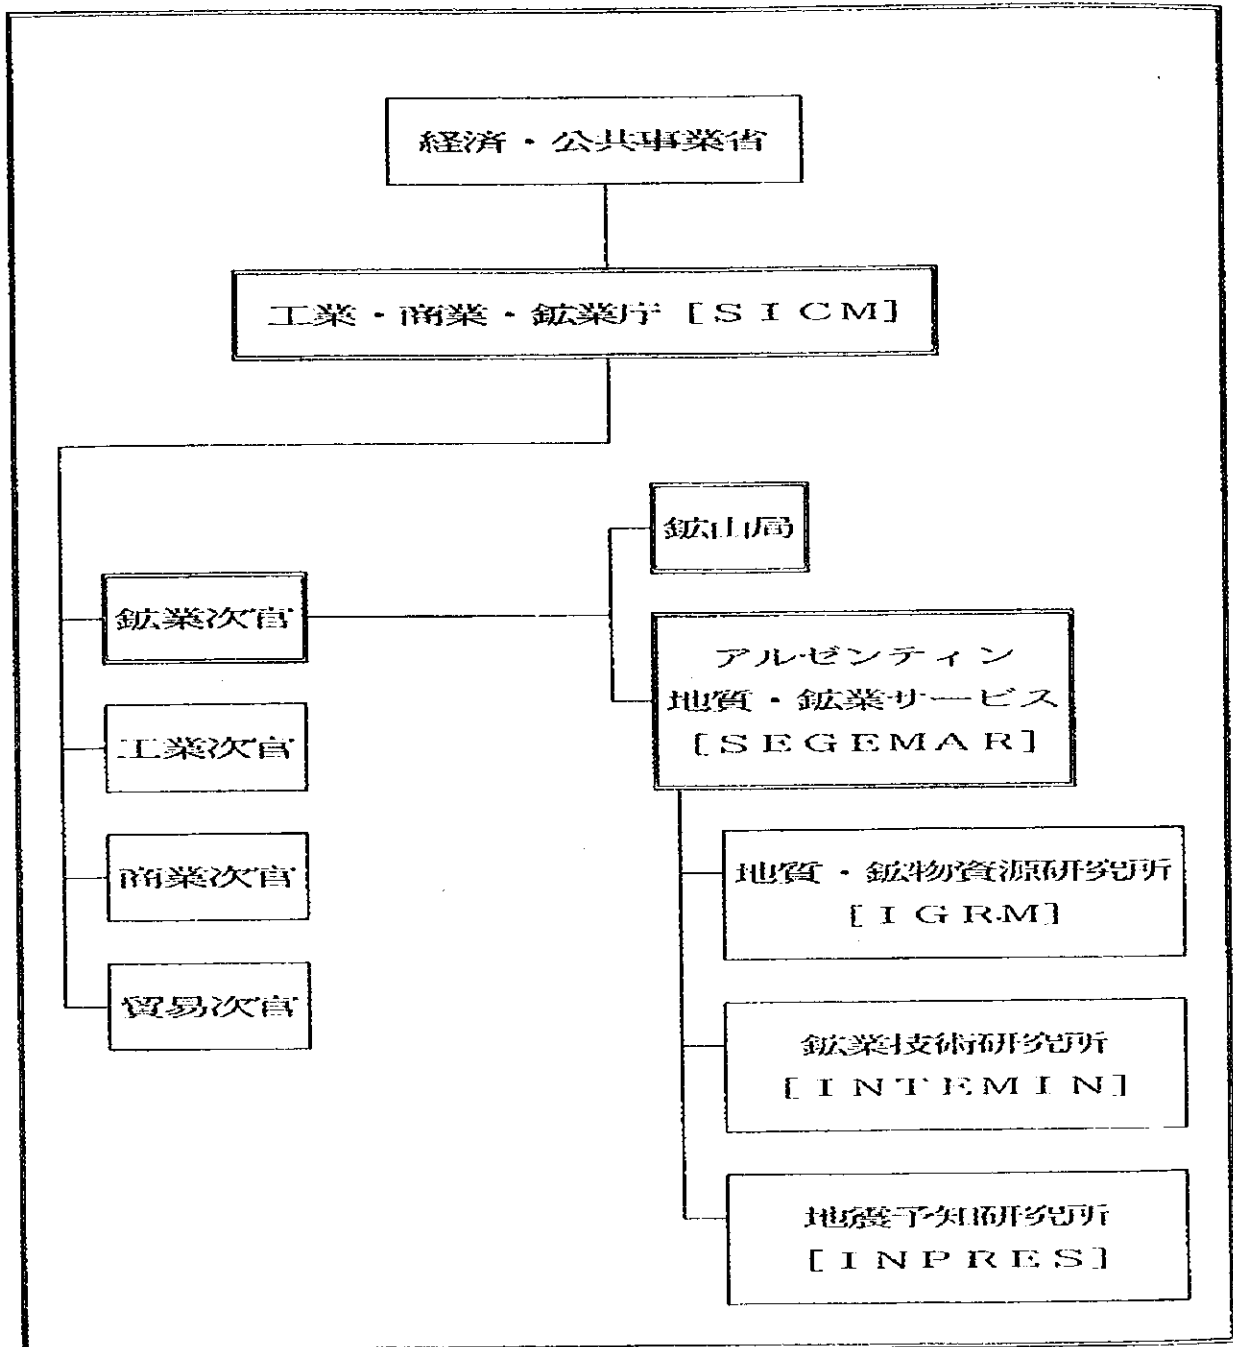 経済・公共事業省
工業・商業・鉱業庁［ＳＩＣＭ］
鉱山局
鉱業次官
アルゼンティン
地質・鉱業サービス
［ＳＥＧＥＭＡＲ］
工業次官
商業次官
貿易次官
地質・鉱物資源研究所
［ＩＧＲＭ］
鉱業技術研究所
［ＩＮＴＥＭＩＮ］
地震予知研究所
［ＩＮＰＲＥＳ］